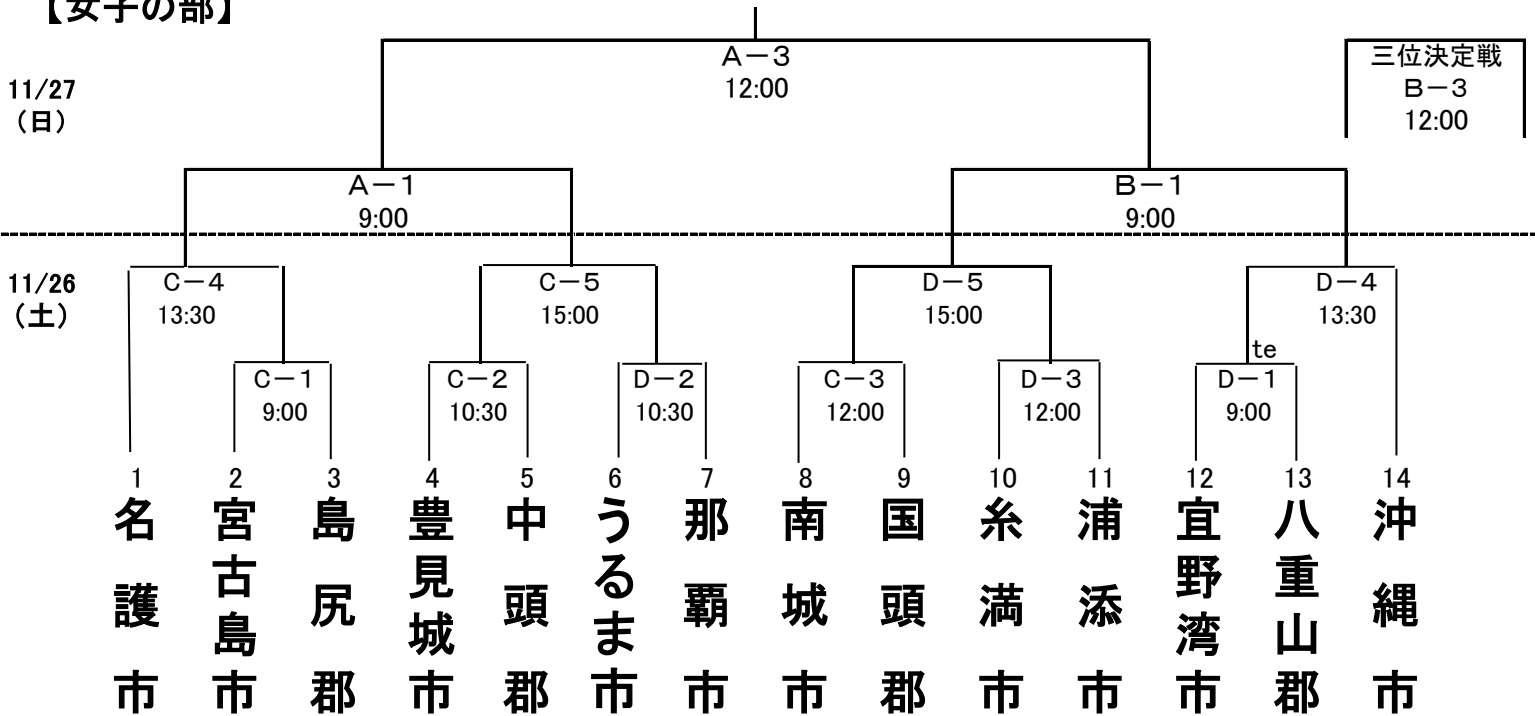 【女子の部】
A－3
12:00
三位決定戦
B－3
12:00
11/27
（日）
A－1
9:00
B－1
9:00
11/26
（土）
C－4
13:30
C－5
15:00
D－5
15:00
D－4
13:30
te
C－1
9:00
C－2
10:30
D－2
10:30
C－3
12:00
D－3
12:00
D－1
9:00
1 2 3 4 5 6 7 8 9 10 11 12 13 14
名護市
宮古島市
島尻郡
豊見城市
中頭郡
うるま市
那覇市
南城市
国頭郡
糸満市
浦添市
宜野湾市
八重山郡
沖縄市